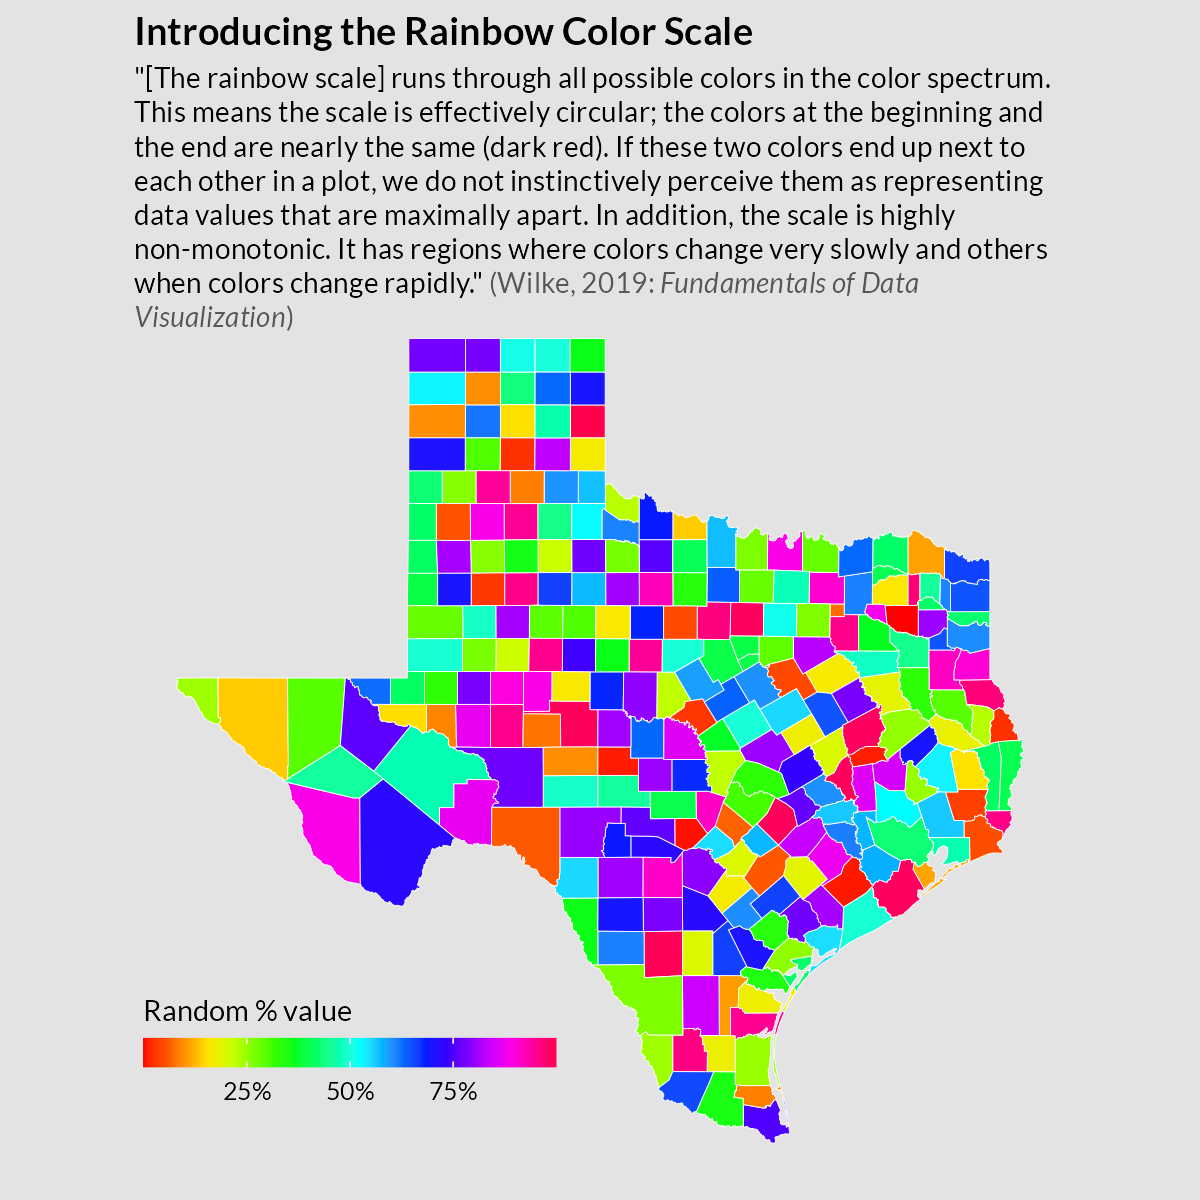 Introducing the Rainbow Color Scale
"[The rainbow scale] runs through all possible colors in the color spectrum.
This means the scale is effectively circular; the colors at the beginning and
the end are nearly the same (dark red). If these two colors end up next to
each other in a plot, we do not instinctively perceive them as representing
data values that are maximally apart. In addition, the scale is highly
non-monotonic. It has regions where colors change very slowly and others
when colors change rapidly." (Wilke, 2019: Fundamentals of Data
Visualization)
Random % value
25% 50% 75%